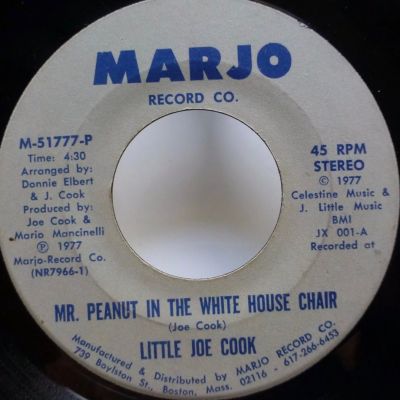 MARJO
RECORD CO.
M-51777-P
Time: 4:30
Arranged by:
Donnie Elbert
& J. Cook
Produced by:
Joe Cook &
Mario Mancinelli
Ⓟ 1977
Marjo-Record Co.
(NR7966-1)
45 RPM
STEREO
© 1977
Celestine Music &
J. Little Music
BMI
JX 001-A
Recorded at
MR. PEANUT IN THE WHITE HOUSE CHAIR
(Joe Cook)
LITTLE JOE COOK
Manufactured & Distributed by MARJO RECORD CO.
739 Boylston St., Boston, Mass. 02116 - 617-266-6453